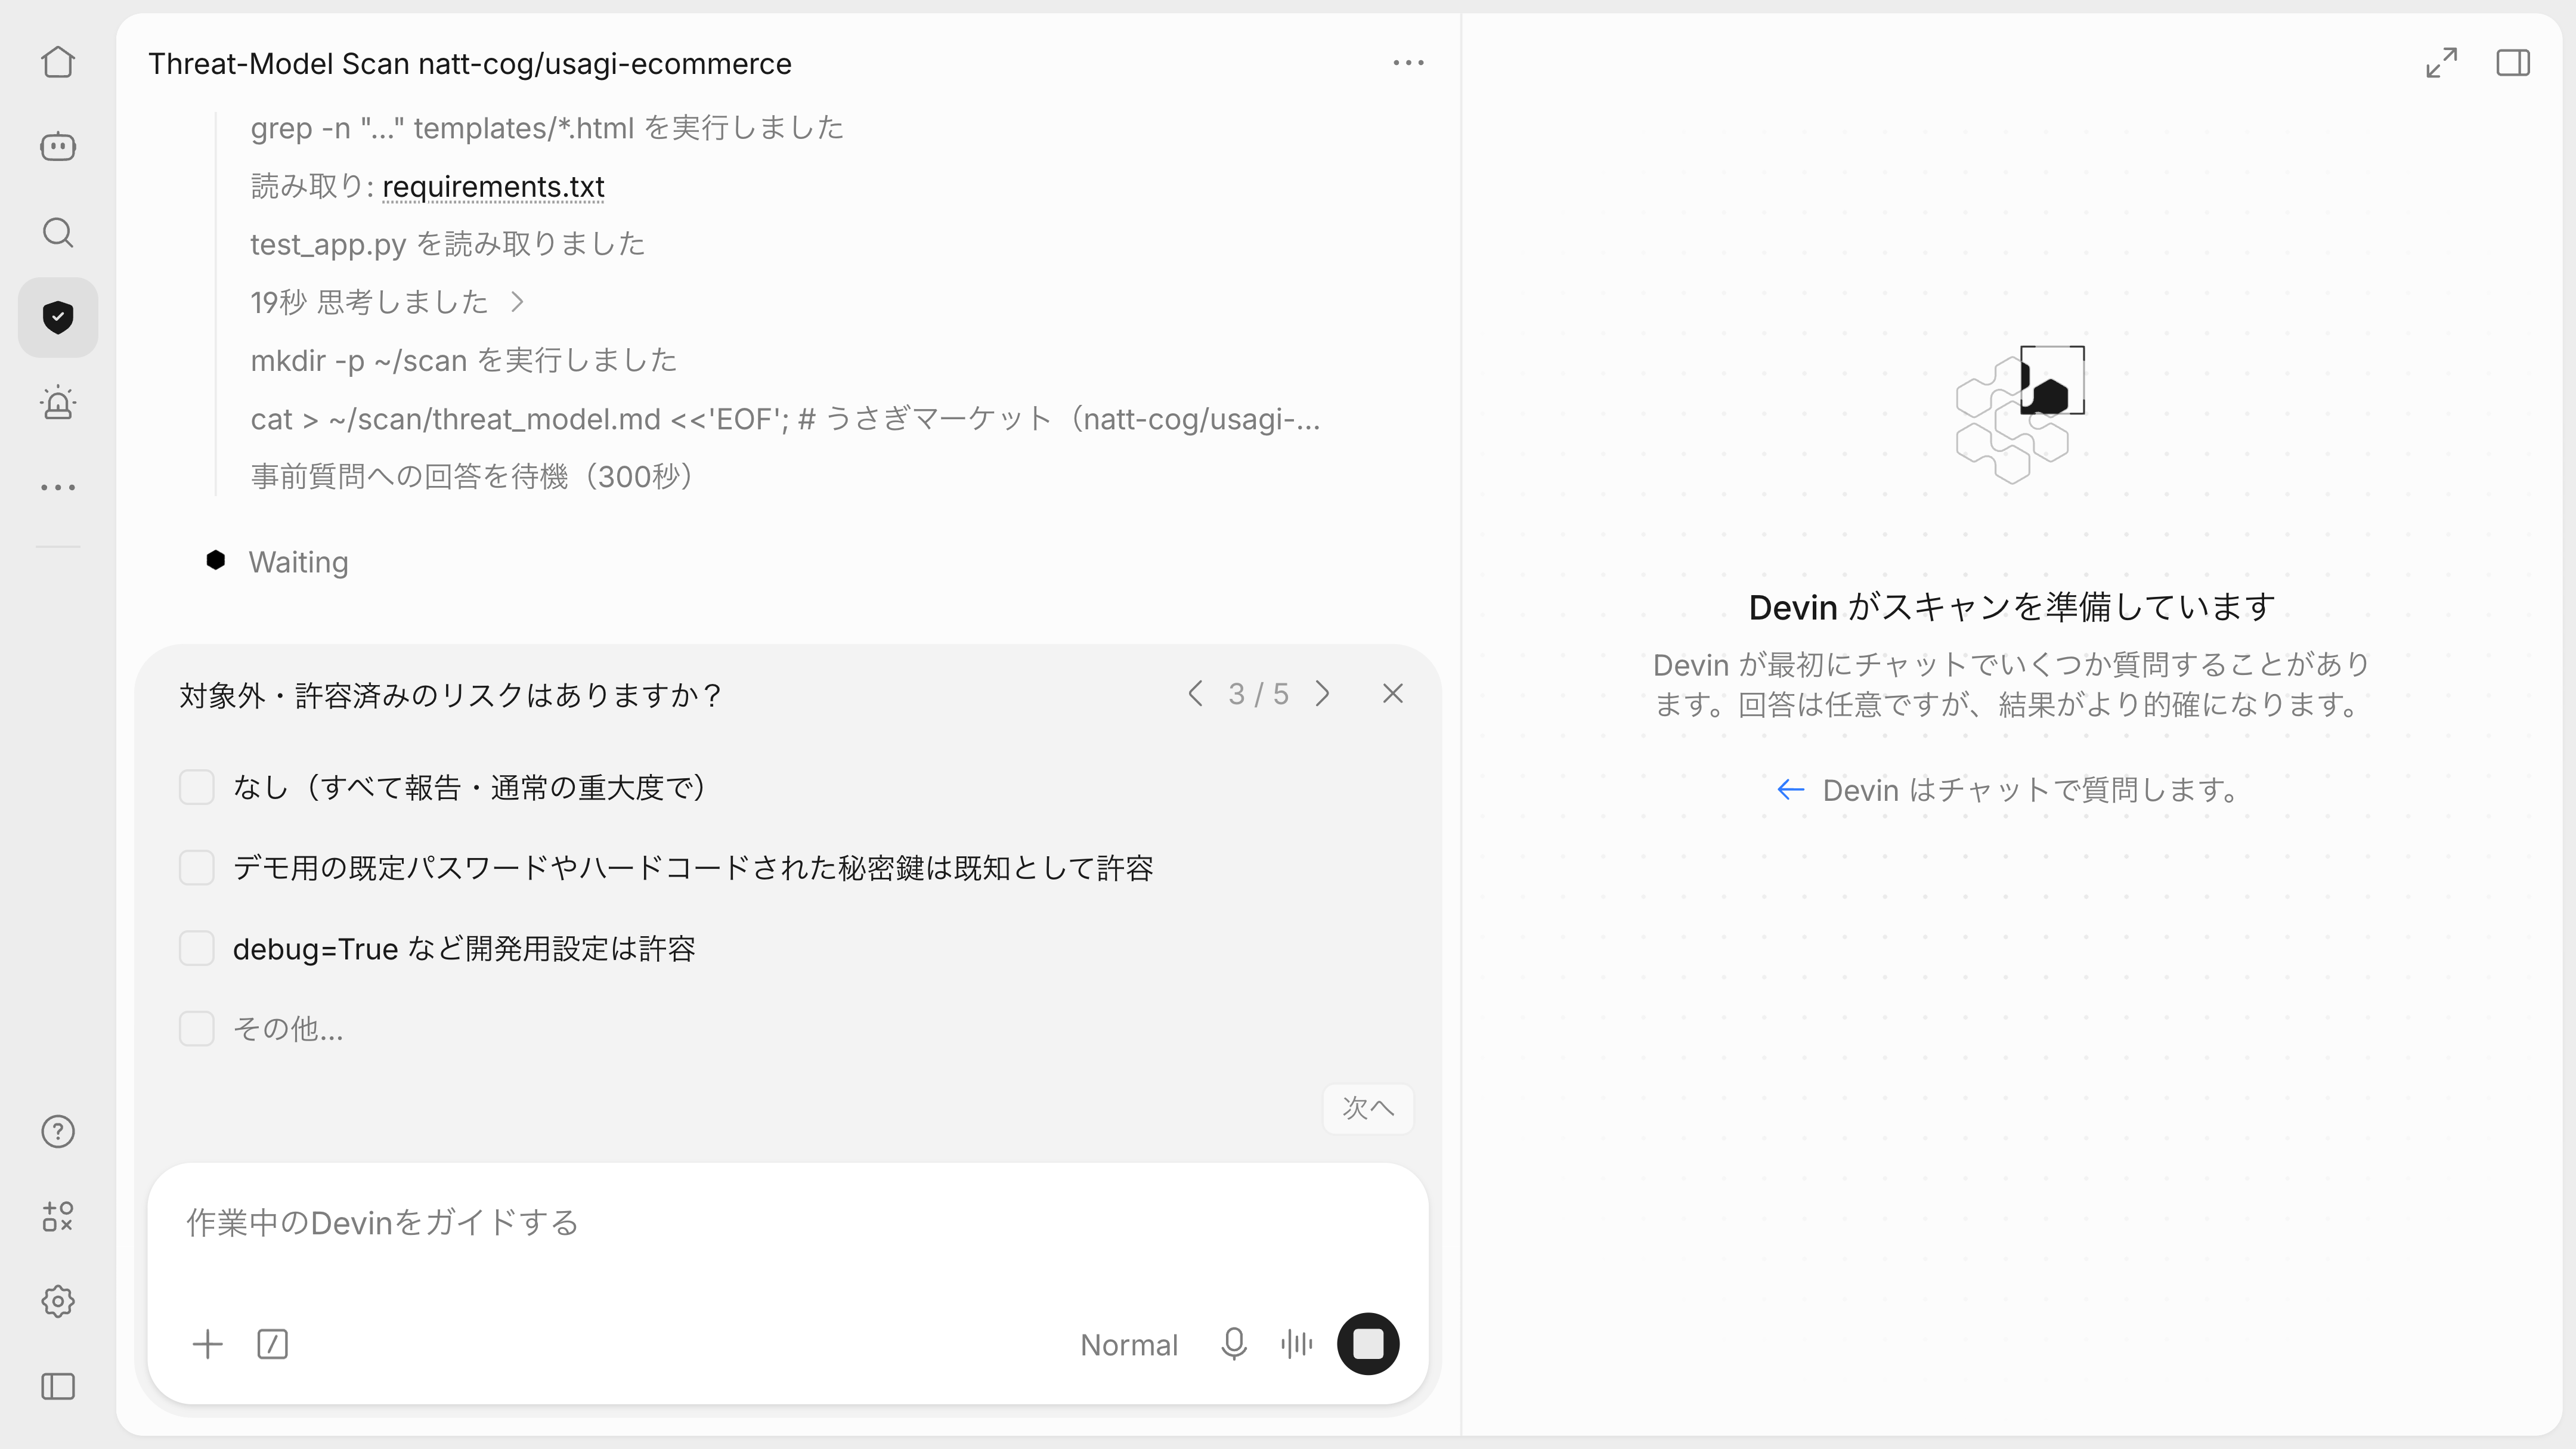 Threat-Model Scan natt-cog/usagi-ecommerce
grep -n "..." templates/*.html を実行しました
読み取り: requirements.txt
test_app.py を読み取りました
19秒 思考しました
mkdir -p ~/scan を実行しました
cat > ~/scan/threat_model.md <<'EOF'; # うさぎマーケット（natt-cog/usagi-...
事前質問への回答を待機（300秒）
Waiting
対象外・許容済みのリスクはありますか？
3 / 5
なし（すべて報告・通常の重大度で）
デモ用の既定パスワードやハードコードされた秘密鍵は既知として許容
debug=True など開発用設定は許容
その他...
次へ
作業中のDevinをガイドする
Normal
Devin がスキャンを準備しています
Devin が最初にチャットでいくつか質問することがあり
ます。回答は任意ですが、結果がより的確になります。
Devin はチャットで質問します。